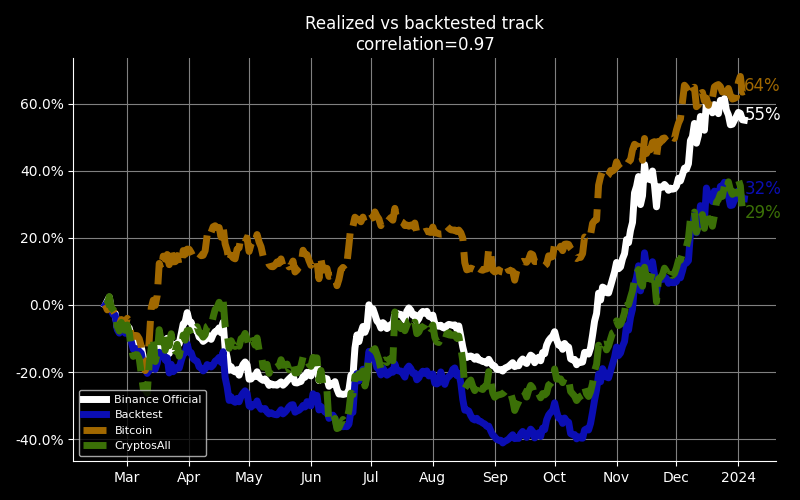 Realized vs backtested track
correlation=0.97
60.0%
40.0%
20.0%
0.0%
-20.0%
-40.0%
64%
55%
32%
29%
Binance Official
Backtest
Bitcoin
CryptosAll
Mar Apr May Jun Jul Aug Sep Oct Nov Dec 2024